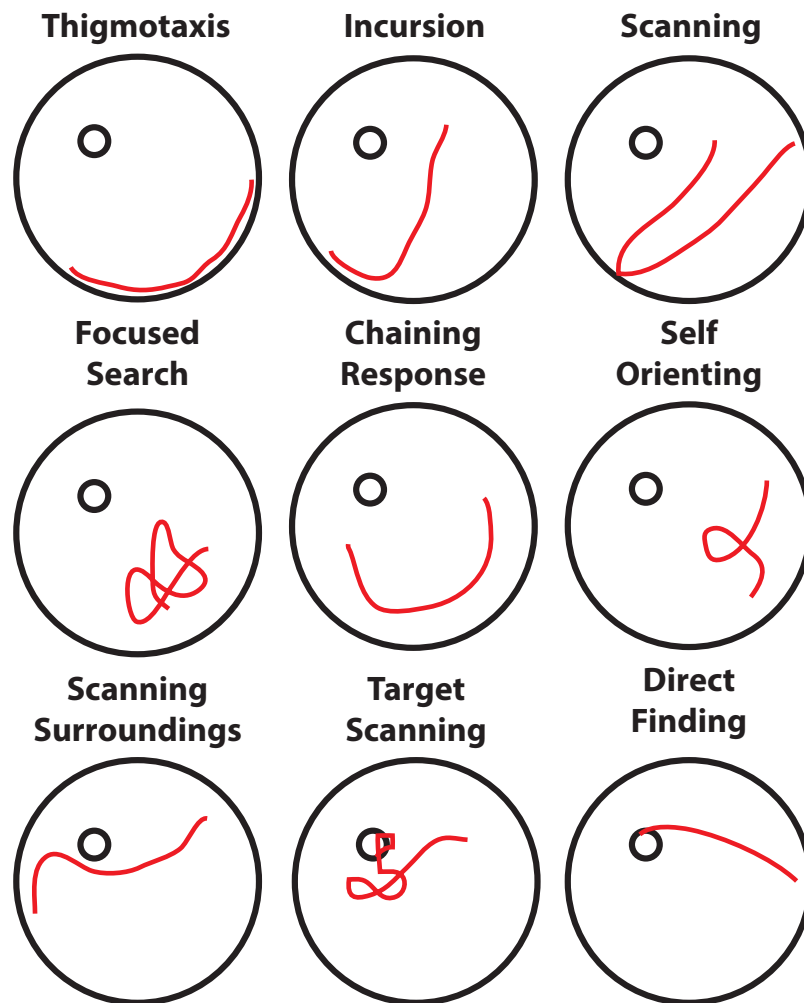 Thigmotaxis
Incursion
Scanning
Focused
Search
Chaining
Response
Self
Orienting
Scanning
Surroundings
Target
Scanning
Direct
Finding